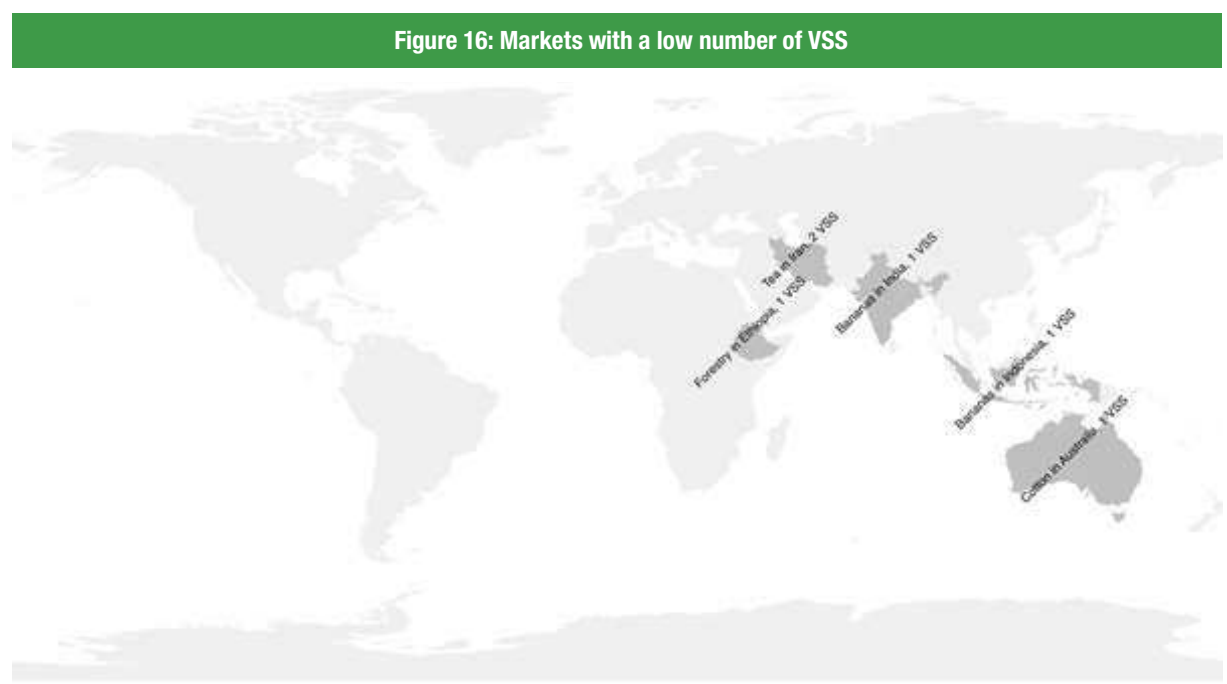 Figure 16: Markets with a low number of VSS
Tea in Iran, 2 VSS
Bananas in India, 1 VSS
Forestry in Ethiopia, 1 VSS
Bananas in Indonesia, 1 VSS
Cotton in Australia, 1 VSS